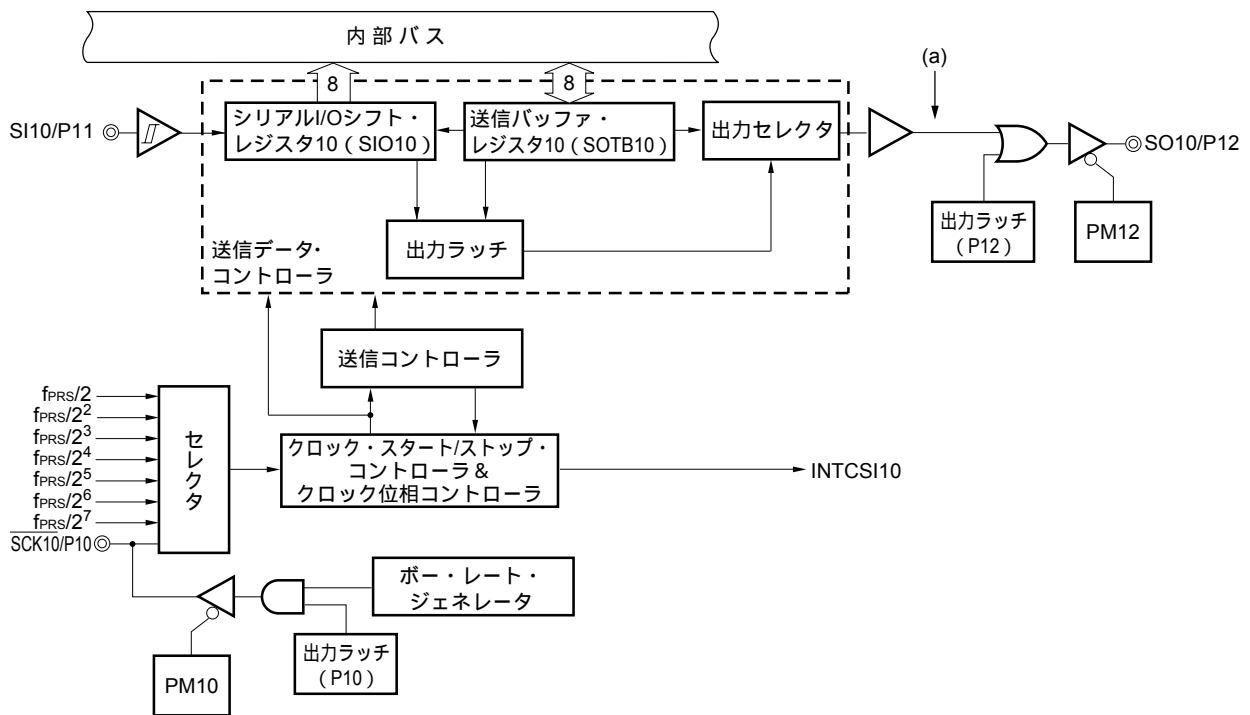 内部バス
8
8
(a)
SI10/P11
シリアルI/Oシフト・
レジスタ10（SIO10）
送信バッファ・
レジスタ10（SOTB10）
出力セレクタ
SO10/P12
出力ラッチ
出力ラッチ
（P12）
PM12
送信データ・
コントローラ
送信コントローラ
fPRS/2
fPRS/2²
fPRS/2³
fPRS/2⁴
fPRS/2⁵
fPRS/2⁶
fPRS/2⁷
SCK10/P10
セレクタ
クロック・スタート/ストップ・
コントローラ＆
クロック位相コントローラ
INTCSI10
ボー・レート・
ジェネレータ
出力ラッチ
（P10）
PM10